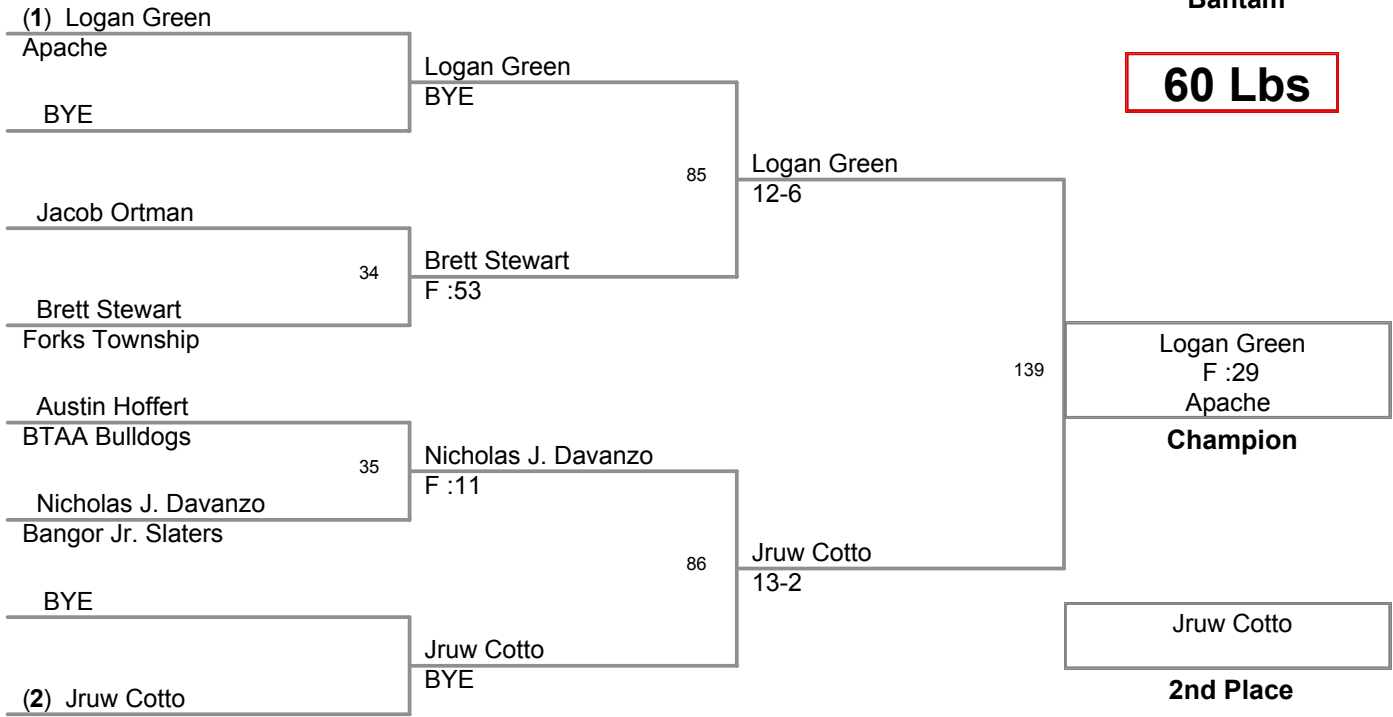 Bantam
60 Lbs
(1) Logan Green
Apache
BYE
Jacob Ortman
34
Brett Stewart
Forks Township
Austin Hoffert
BTAA Bulldogs
35
Nicholas J. Davanzo
Bangor Jr. Slaters
BYE
(2) Jruw Cotto
Logan Green
BYE
85
Brett Stewart
F :53
Nicholas J. Davanzo
F :11
86
Jruw Cotto
BYE
Logan Green
12-6
139
Jruw Cotto
13-2
Logan Green
F :29
Apache
Champion
Jruw Cotto
2nd Place